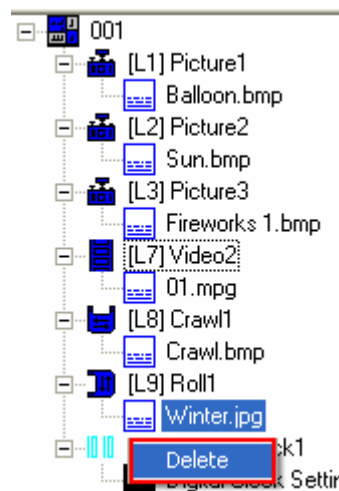 001
[L1] Picture1
Balloon.bmp
[L2] Picture2
Sun.bmp
[L3] Picture3
Fireworks 1.bmp
[L7] Video2
01.mpg
[L8] Crawl1
Crawl.bmp
[L9] Roll1
Winter.jpg
Delete